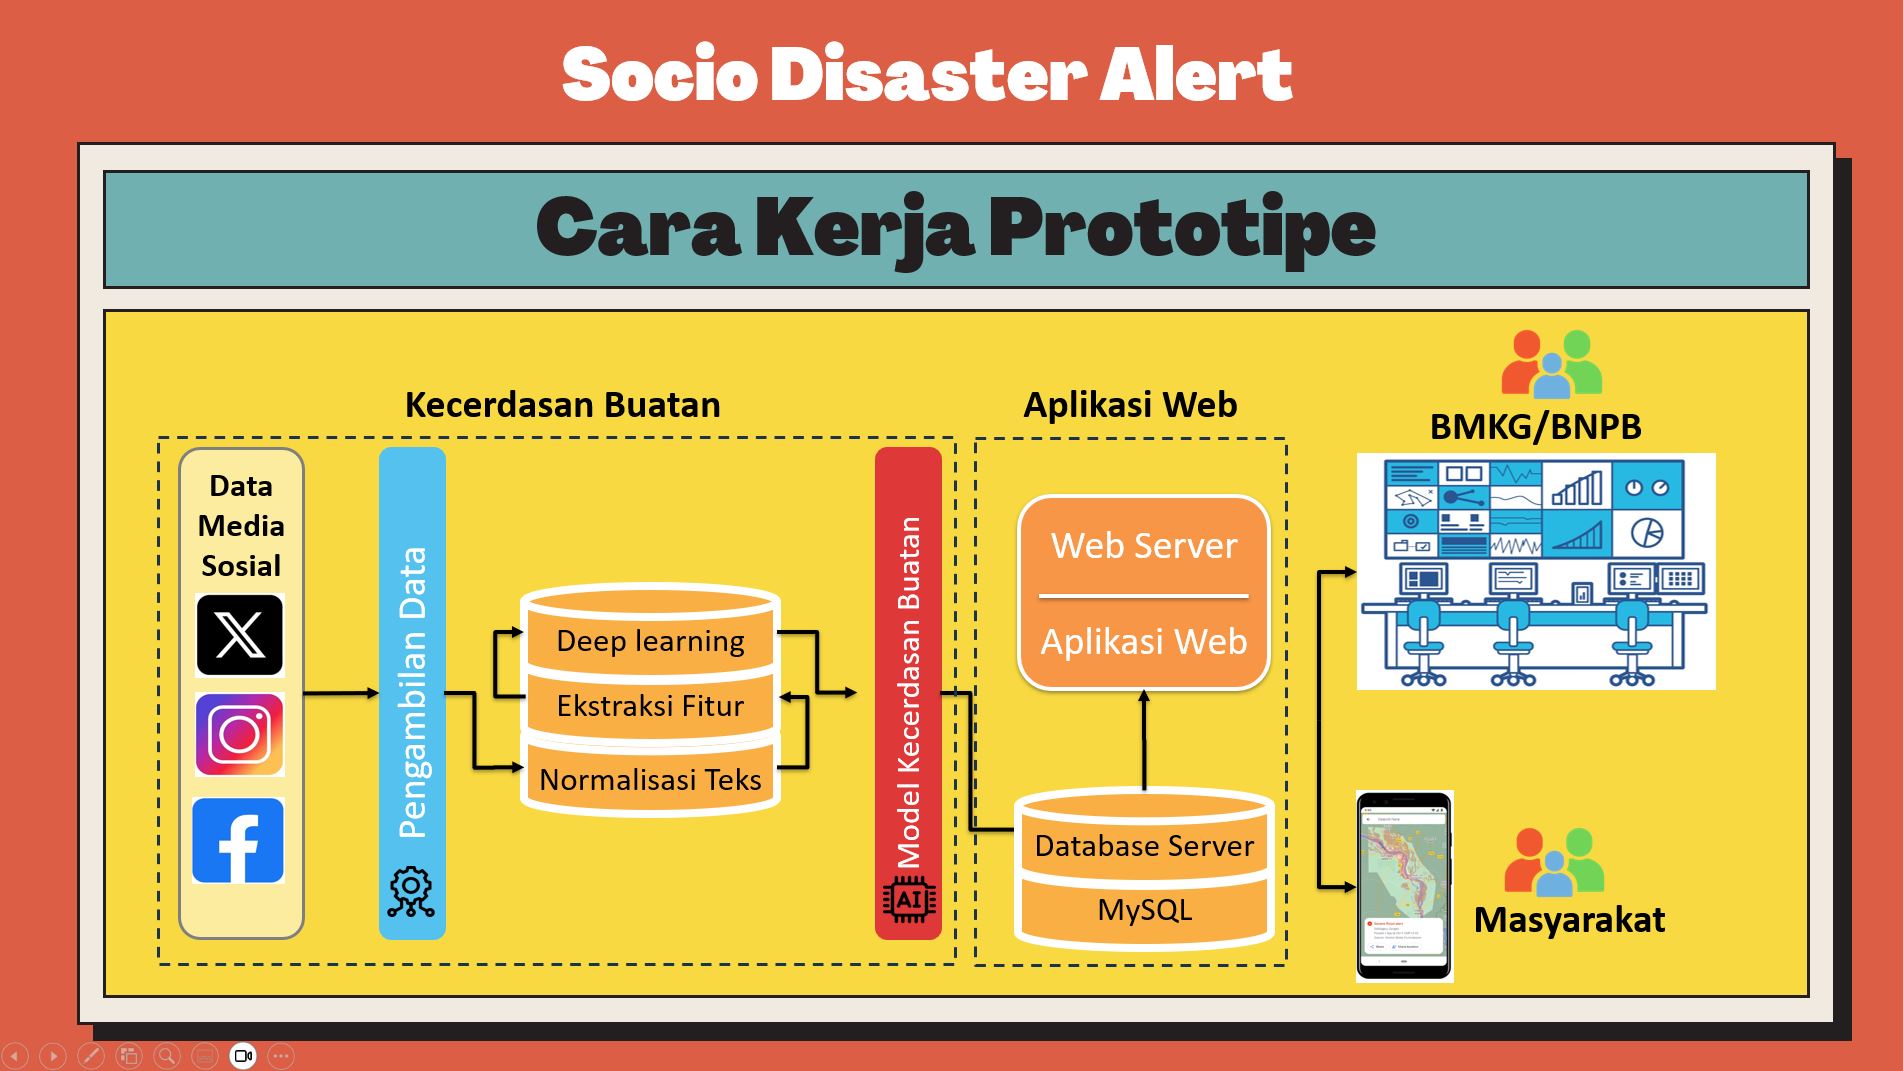 Socio Disaster Alert
Cara Kerja Prototipe
Kecerdasan Buatan
Data
Media
Sosial
Pengambilan Data
Deep learning
Ekstraksi Fitur
Normalisasi Teks
Model Kecerdasan Buatan
AI
Aplikasi Web
Web Server
Aplikasi Web
Database Server
MySQL
BMKG/BNPB
Masyarakat